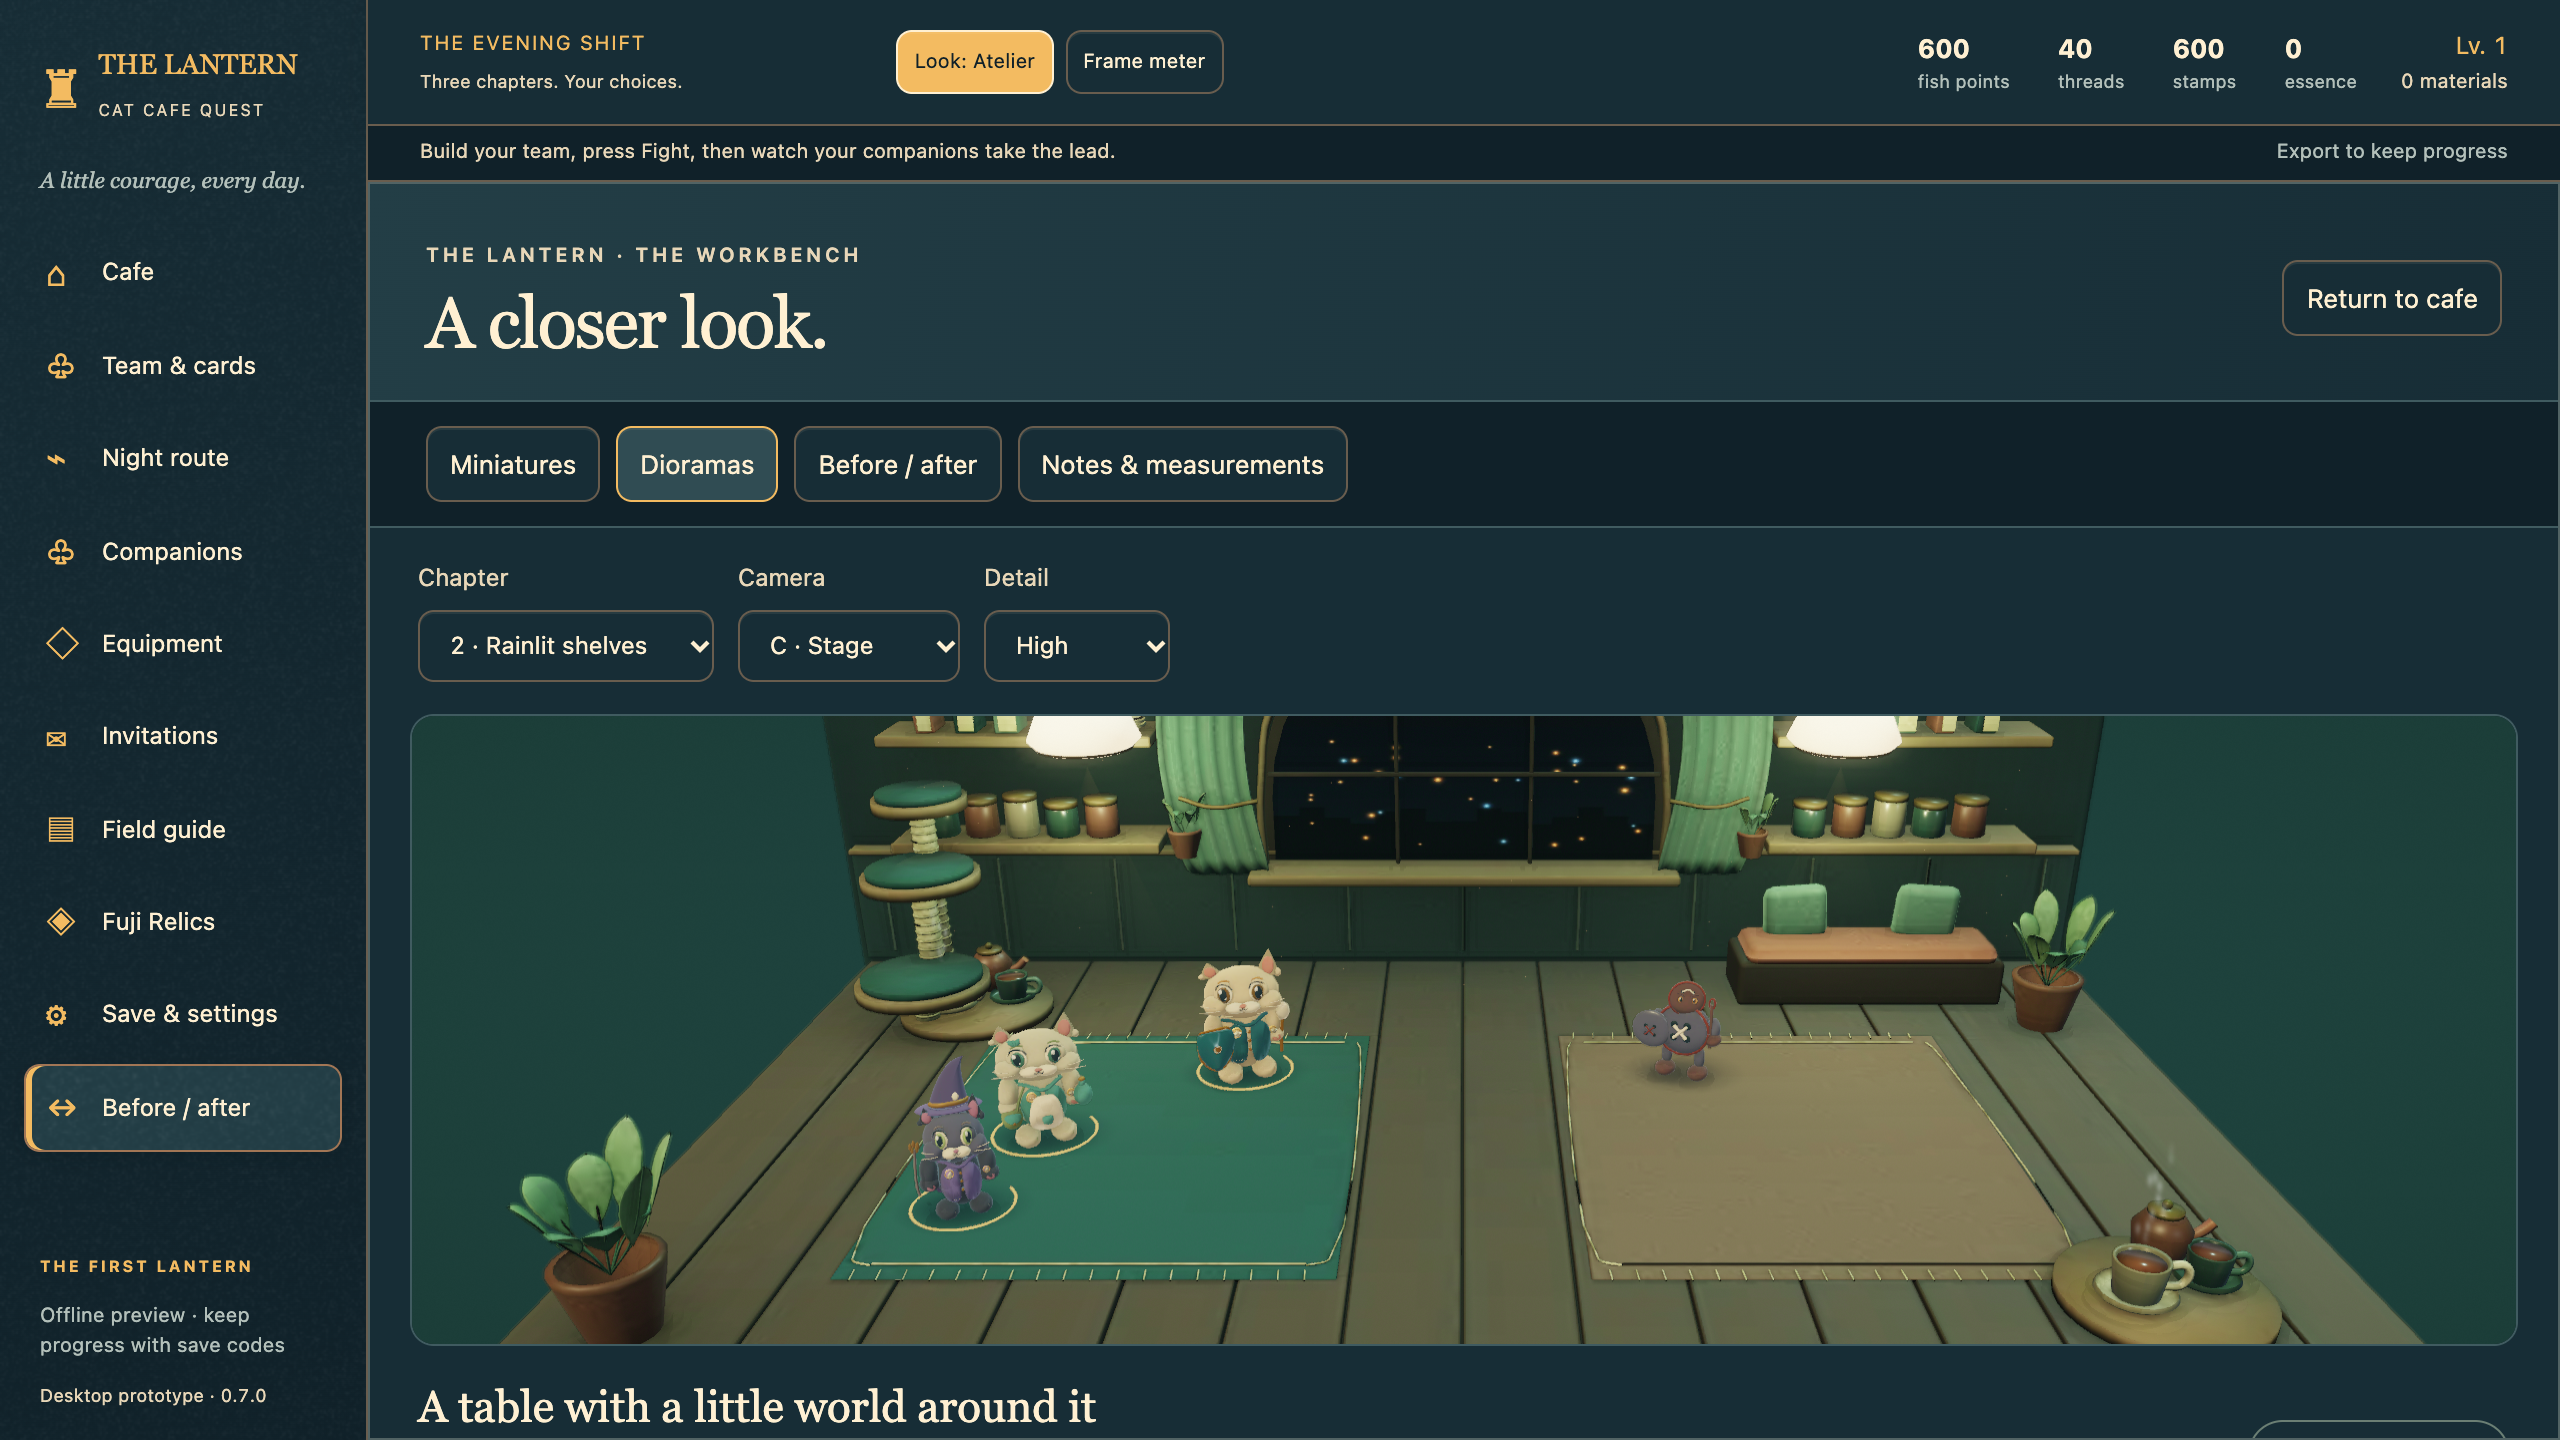 THE LANTERN
CAT CAFE QUEST
A little courage, every day.
Cafe
Team & cards
Night route
Companions
Equipment
Invitations
Field guide
Fuji Relics
Save & settings
Before / after
THE FIRST LANTERN
Offline preview · keep
progress with save codes
Desktop prototype · 0.7.0
THE EVENING SHIFT
Three chapters. Your choices.
Look: Atelier
Frame meter
600
fish points
40
threads
600
stamps
0
essence
Lv. 1
0 materials
Build your team, press Fight, then watch your companions take the lead.
Export to keep progress
THE LANTERN · THE WORKBENCH
A closer look.
Return to cafe
Miniatures
Dioramas
Before / after
Notes & measurements
Chapter
Camera
Detail
2 · Rainlit shelves
C · Stage
High
A table with a little world around it